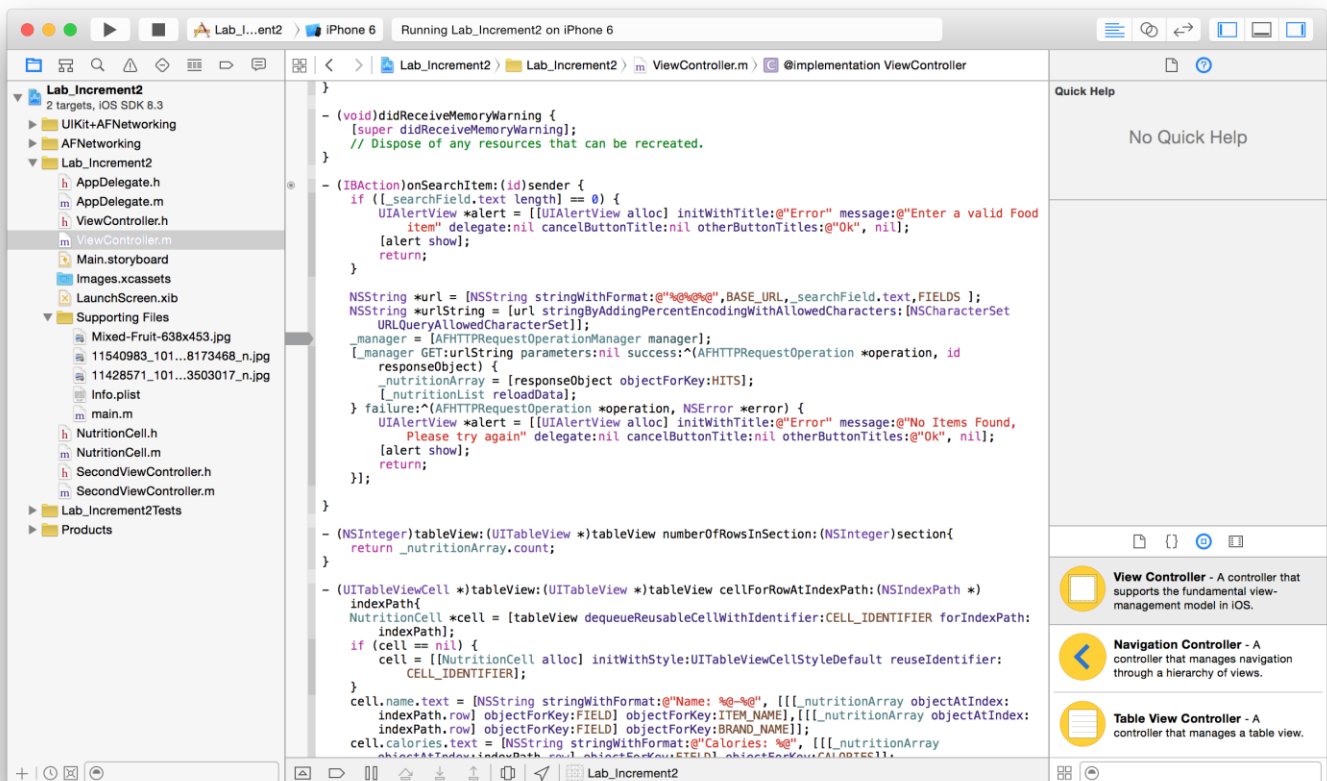 Lab_I...ent2
iPhone 6
Running Lab_Increment2 on iPhone 6
Lab_Increment2
Lab_Increment2
ViewController.m
@implementation ViewController
Lab_Increment2
2 targets, iOS SDK 8.3
UIKit+AFNetworking
AFNetworking
Lab_Increment2
AppDelegate.h
AppDelegate.m
ViewController.h
ViewController.m
Main.storyboard
Images.xcassets
LaunchScreen.xib
Supporting Files
Mixed-Fruit-638x453.jpg
11540983_101...8173468_n.jpg
11428571_101...3503017_n.jpg
Info.plist
main.m
NutritionCell.h
NutritionCell.m
SecondViewController.h
SecondViewController.m
Lab_Increment2Tests
Products
}
- (void)didReceiveMemoryWarning {
[super didReceiveMemoryWarning];
// Dispose of any resources that can be recreated.
}
- (IBAction)onSearchItem:(id)sender {
if ([_searchField.text length] == 0) {
UIAlertView *alert = [[UIAlertView alloc] initWithTitle:@"Error" message:@"Enter a valid Food
item" delegate:nil cancelButtonTitle:nil otherButtonTitles:@"Ok", nil];
[alert show];
return;
}
NSString *url = [NSString stringWithFormat:@"%@%@%@",BASE_URL,_searchField.text,FIELDS ];
NSString *urlString = [url stringByAddingPercentEncodingWithAllowedCharacters:[NSCharacterSet
URLQueryAllowedCharacterSet]];
_manager = [AFHTTPRequestOperationManager manager];
[_manager GET:urlString parameters:nil success:^(AFHTTPRequestOperation *operation, id
responseObject) {
_nutritionArray = [responseObject objectForKey:HITS];
[_nutritionList reloadData];
} failure:^(AFHTTPRequestOperation *operation, NSError *error) {
UIAlertView *alert = [[UIAlertView alloc] initWithTitle:@"Error" message:@"No Items Found,
Please try again" delegate:nil cancelButtonTitle:nil otherButtonTitles:@"Ok", nil];
[alert show];
return;
}];
}
- (NSInteger)tableView:(UITableView *)tableView numberOfRowsInSection:(NSInteger)section{
return _nutritionArray.count;
}
- (UITableViewCell *)tableView:(UITableView *)tableView cellForRowAtIndexPath:(NSIndexPath *)
indexPath{
NutritionCell *cell = [tableView dequeueReusableCellWithIdentifier:CELL_IDENTIFIER forIndexPath:
indexPath];
if (cell == nil) {
cell = [[NutritionCell alloc] initWithStyle:UITableViewCellStyleDefault reuseIdentifier:
CELL_IDENTIFIER];
}
cell.name.text = [NSString stringWithFormat:@"Name: %@-%@", [[[_nutritionArray objectAtIndex:
indexPath.row] objectForKey:FIELD] objectForKey:ITEM_NAME],[[[_nutritionArray objectAtIndex:
indexPath.row] objectForKey:FIELD] objectForKey:BRAND_NAME]];
cell.calories.text = [NSString stringWithFormat:@"Calories: %@", [[[_nutritionArray
objectAtIndex:indexPath.row] objectForKey:FIELD] objectForKey:CALORIES]];
Lab_Increment2
Quick Help
No Quick Help
View Controller - A controller that
supports the fundamental view-
management model in iOS.
Navigation Controller - A
controller that manages navigation
through a hierarchy of views.
Table View Controller - A
controller that manages a table view.